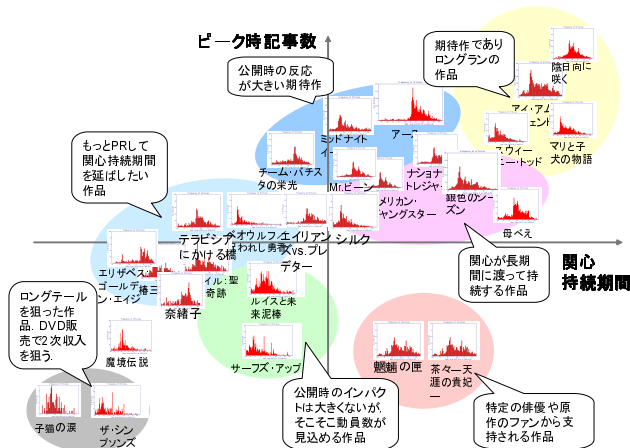 ピーク時記事数
公開時の反応
が大きい期待作
期待作であり
ロングランの
作品
陰日向に
咲く
アイ・アム
ェンド
マリと子
犬の物語
スウィー
ニー・トッド
アース
ミッドナイト
イー
チーム・バチス
タの栄光
Mr.ビーン
ナショナ
トレジャ
銀色のシー
ズン
メリカン・
ャングスター
母べえ
もっとPRして
関心持続期間
を延ばしたい
作品
テラビシア
にかける橋
ベオウルフ
われし勇者
エイリアン
ズvs.プレ
デター
シルク
関心が長期
間に渡って持
続する作品
関心
持続期間
エリザベス:
ゴールデ
ン・エイジ
椿三
奈緒子
イル:聖
奇跡
ルイスと未
来泥棒
ロングテール
を狙った作
品。DVD販
売で2次収入
を狙う.
魔境伝説
サーフズ・アップ
魍魎の匣
茶々―天
涯の貴妃
―
子猫の涙
ザ・シン
プソンズ
公開時のインパク
トは大きくないが、
そこそこ動員数が
見込める作品
特定の俳優や原
作のファンから支
持される作品